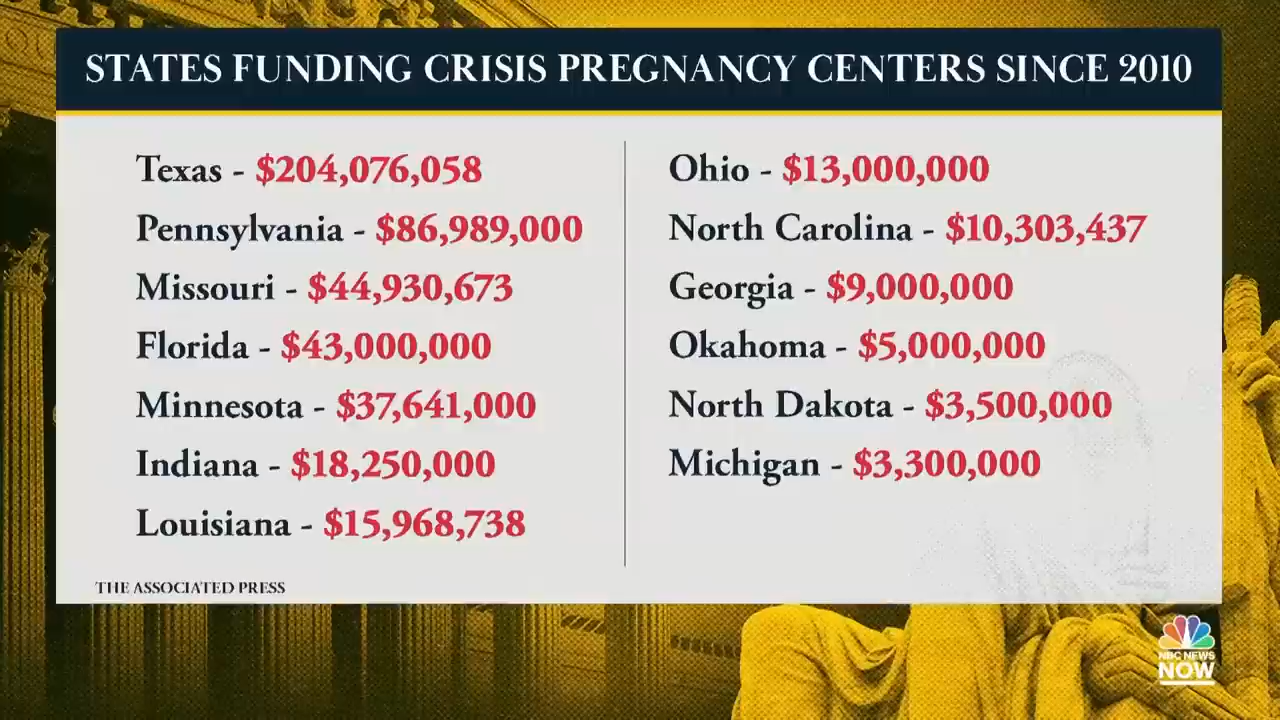 STATES FUNDING CRISIS PREGNANCY CENTERS SINCE 2010
Texas - $204,076,058
Pennsylvania - $86,989,000
Missouri - $44,930,673
Florida - $43,000,000
Minnesota - $37,641,000
Indiana - $18,250,000
Louisiana - $15,968,738
Ohio - $13,000,000
North Carolina - $10,303,437
Georgia - $9,000,000
Okahoma - $5,000,000
North Dakota - $3,500,000
Michigan - $3,300,000
THE ASSOCIATED PRESS
NBC NEWS
NOW